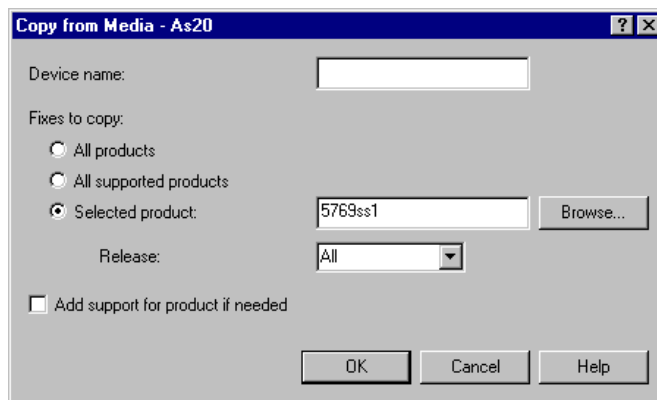 Copy from Media - As20
Device name:
Fixes to copy:
All products
All supported products
Selected product: 5769ss1 Browse...
Release: All
Add support for product if needed
OK Cancel Help